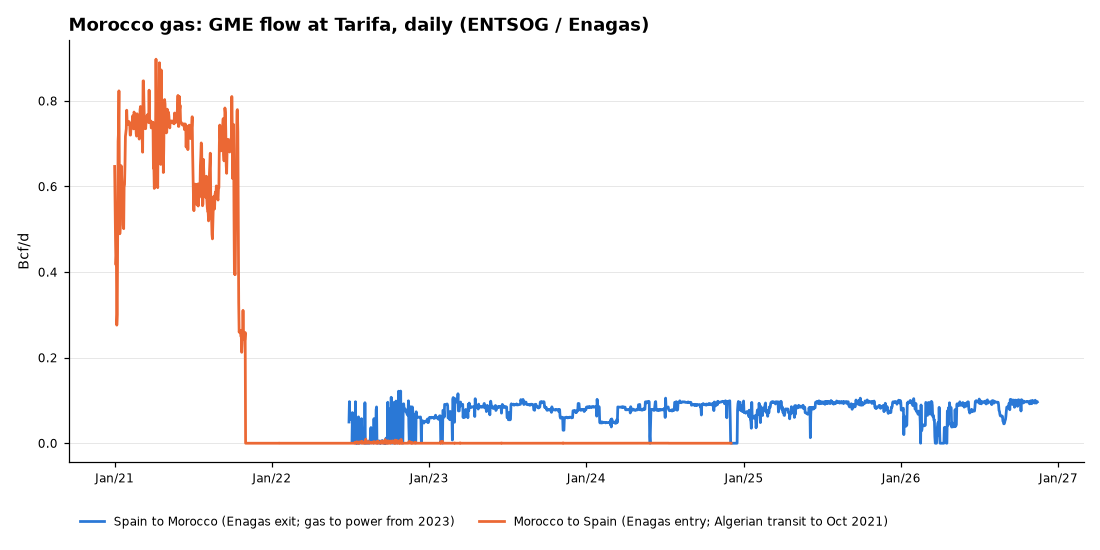 Morocco gas: GME flow at Tarifa, daily (ENTSOG / Enagas)
Bcf/d
0.8
0.6
0.4
0.2
0.0
Jan/21 Jan/22 Jan/23 Jan/24 Jan/25 Jan/26 Jan/27
Spain to Morocco (Enagas exit; gas to power from 2023) Morocco to Spain (Enagas entry; Algerian transit to Oct 2021)